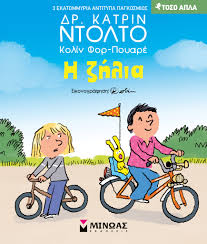 3 ΕΚΑΤΟΜΜΥΡΙΑ ΑΝΤΙΤΥΠΑ ΠΑΓΚΟΣΜΙΩΣ
ΤΟΣΟ ΑΠΛΑ
ΔΡ. ΚΑΤΡΙΝ
ΝΤΟΛΤΟ
Κολίν Φορ-Πουαρέ
Η ζήλια
Εικονογράφηση:
ΜΙΝΩΑΣ